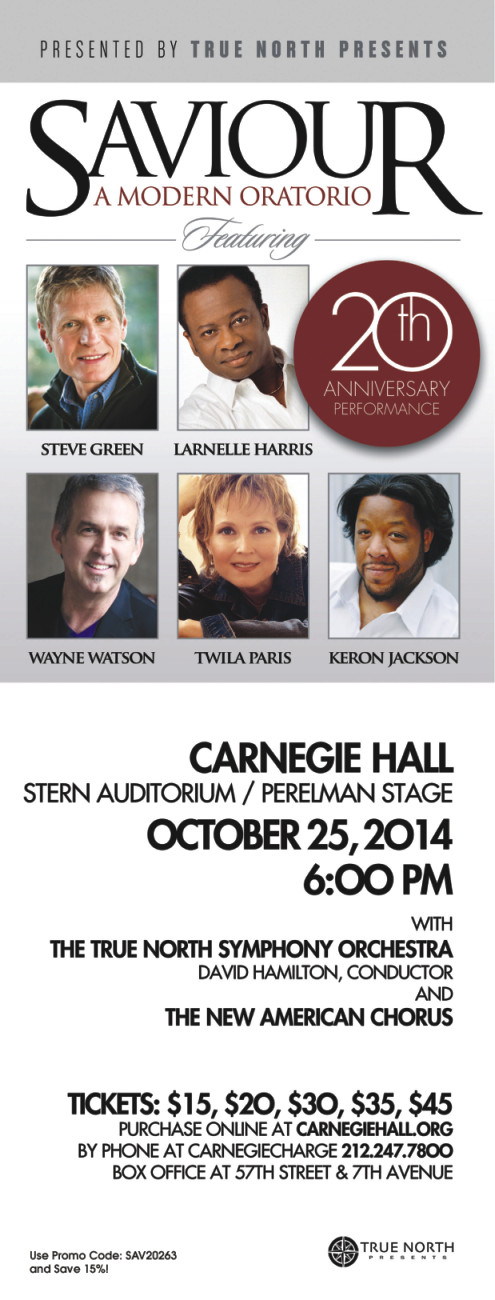 PRESENTED BY TRUE NORTH PRESENTS
SAVIOUR
A MODERN ORATORIO
Featuring
20th
ANNIVERSARY
PERFORMANCE
STEVE GREEN LARNELLE HARRIS
WAYNE WATSON TWILA PARIS KERON JACKSON
CARNEGIE HALL
STERN AUDITORIUM / PERELMAN STAGE
OCTOBER 25, 2014
6:00 PM
WITH
THE TRUE NORTH SYMPHONY ORCHESTRA
DAVID HAMILTON, CONDUCTOR
AND
THE NEW AMERICAN CHORUS
TICKETS: $15, $20, $30, $35, $45
PURCHASE ONLINE AT CARNEGIEHALL.ORG
BY PHONE AT CARNEGIECHARGE 212.247.7800
BOX OFFICE AT 57TH STREET & 7TH AVENUE
Use Promo Code: SAV20263
and Save 15%!
TRUE NORTH
PRESENTS